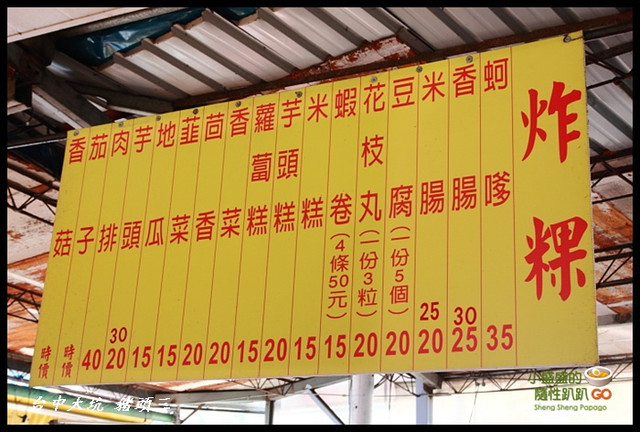 炸粿
蚵嗲 35
香腸 30 25
米腸 25 20
豆腐(一份5個) 20
花枝丸(一份3粒) 20
蝦卷(4條50元) 15
米糕 15
芋頭糕 20
蘿蔔糕 15
香菜 20
茴香 20
韮菜 15
地瓜 15
芋頭 30 20
肉排 40
茄子 時價
香菇 時價
台中大坑 豬頭三
小盛盛的
隨性趴趴GO
Sheng Sheng Papago